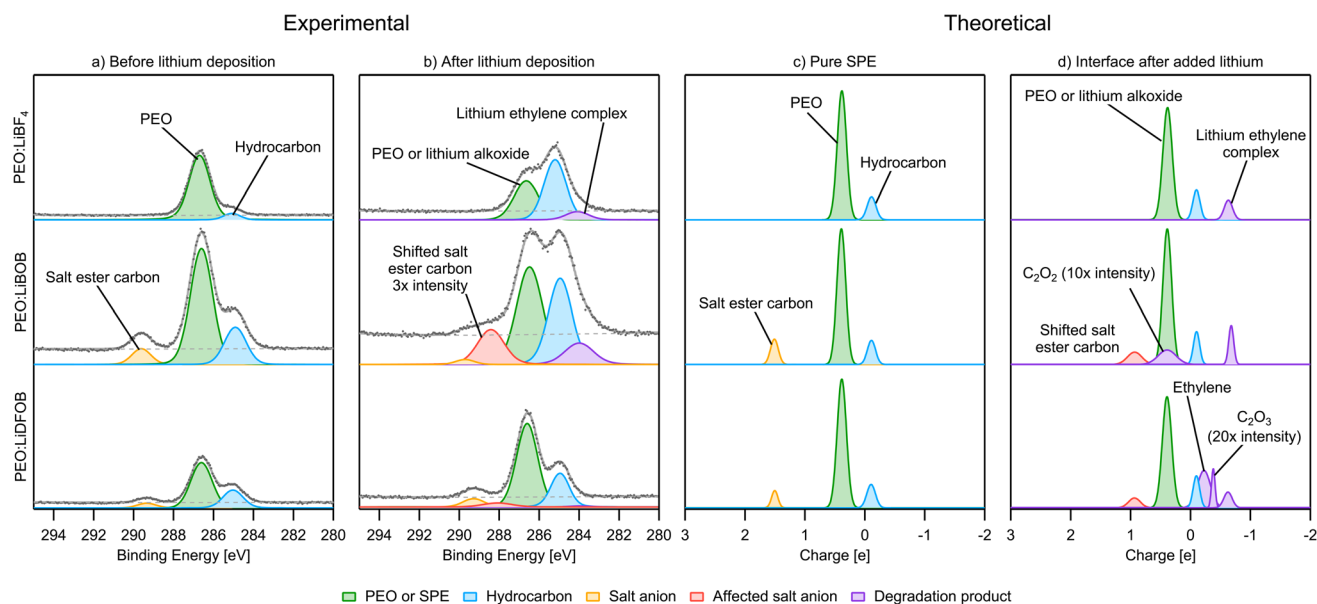 Experimental
Theoretical
a) Before lithium deposition
b) After lithium deposition
c) Pure SPE
d) Interface after added lithium
PEO:LiBF₄
PEO
Hydrocarbon
Lithium ethylene complex
PEO or lithium alkoxide
PEO
Hydrocarbon
PEO or lithium alkoxide
Lithium ethylene
complex
PEO:LiBOB
Salt ester carbon
Shifted salt
ester carbon
3x intensity
Salt ester carbon
C₂O₂ (10x intensity)
Shifted salt
ester carbon
PEO:LiDFOB
Ethylene
C₂O₃
(20x intensity)
294 292 290 288 286 284 282 280
294 292 290 288 286 284 282 280
3 2 1 0 -1 -2
3 2 1 0 -1 -2
Binding Energy [eV]
Binding Energy [eV]
Charge [e]
Charge [e]
PEO or SPE
Hydrocarbon
Salt anion
Affected salt anion
Degradation product